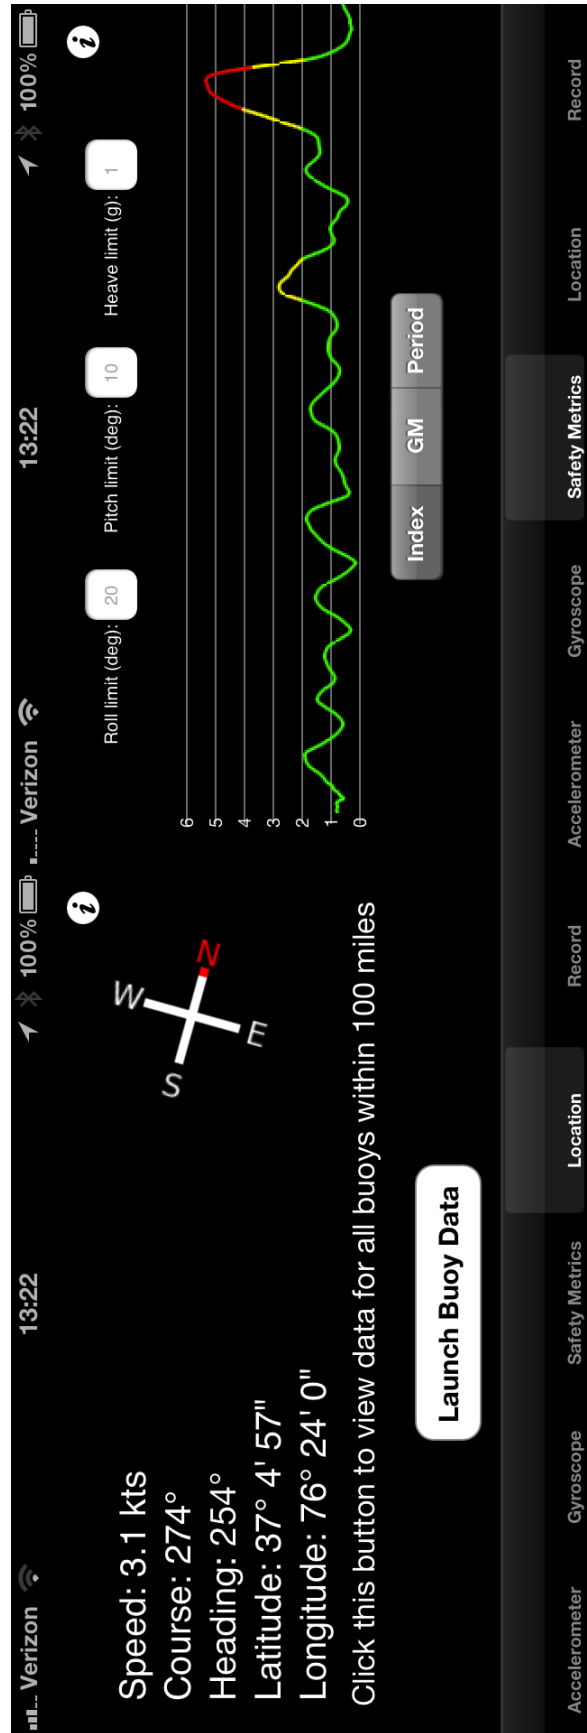 Verizon 13:22 100%
i
Speed: 3.1 kts
Course: 274°
Heading: 254°
Latitude: 37° 4' 57"
Longitude: 76° 24' 0"
W
N
S
E
Click this button to view data for all buoys within 100 miles
Launch Buoy Data
Accelerometer Gyroscope Safety Metrics Location Record
Verizon 13:22 100%
i
Roll limit (deg): 20 Pitch limit (deg): 10 Heave limit (g): 1
6
5
4
3
2
1
0
Index GM Period
Accelerometer Gyroscope Safety Metrics Location Record